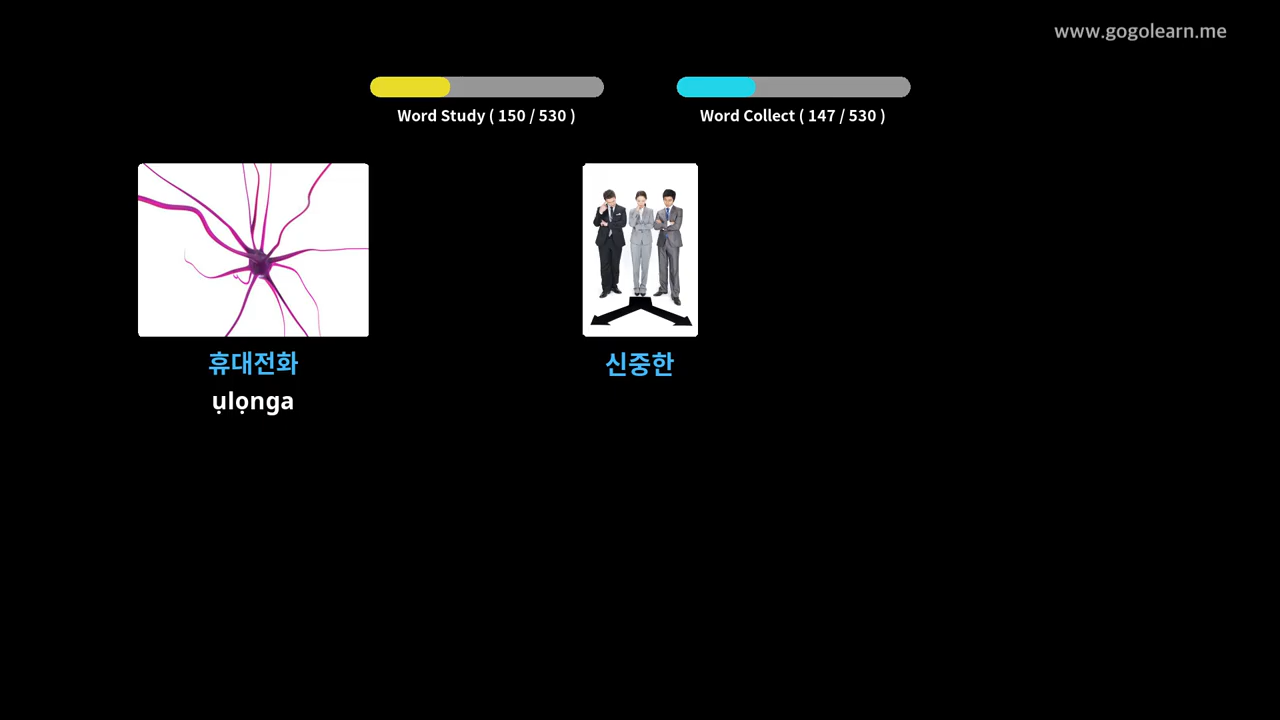 www.gogolearn.me
Word Study ( 150 / 530 )
Word Collect ( 147 / 530 )
휴대전화
ụlọnga
신중한